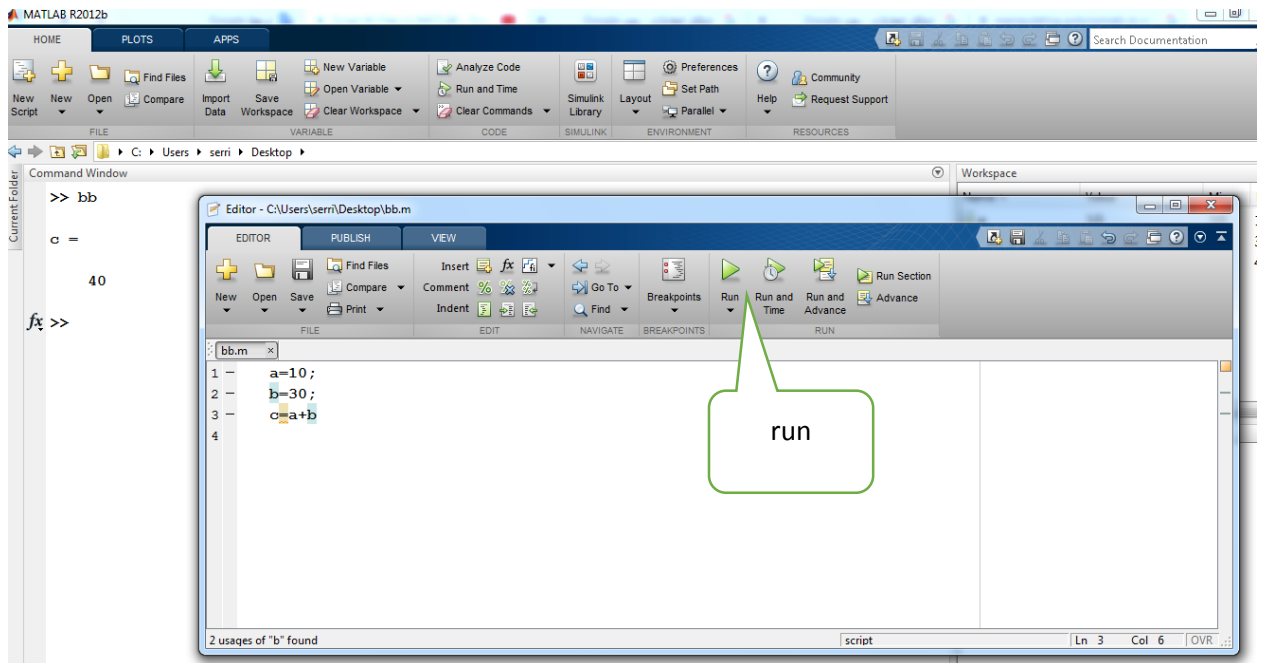 MATLAB R2012b
HOME PLOTS APPS Search Documentation
New Script New Open Find Files Compare Import Data Save Workspace New Variable Open Variable Clear Workspace Analyze Code Run and Time Clear Commands Simulink Library Layout Preferences Set Path Parallel Help Community Request Support
FILE VARIABLE CODE SIMULINK ENVIRONMENT RESOURCES
C: Users serri Desktop
Current Folder
Command Window
>> bb
c =
40
fx >>
Workspace
Editor - C:\Users\serri\Desktop\bb.m
EDITOR PUBLISH VIEW
New Open Save Find Files Compare Print Insert fx Comment % Indent Go To Find Breakpoints Run Run and Time Run and Advance Run Section Advance
FILE EDIT NAVIGATE BREAKPOINTS RUN
bb.m ×
1 – a=10;
2 – b=30;
3 – c=a+b
4
run
2 usages of "b" found script Ln 3 Col 6 OVR